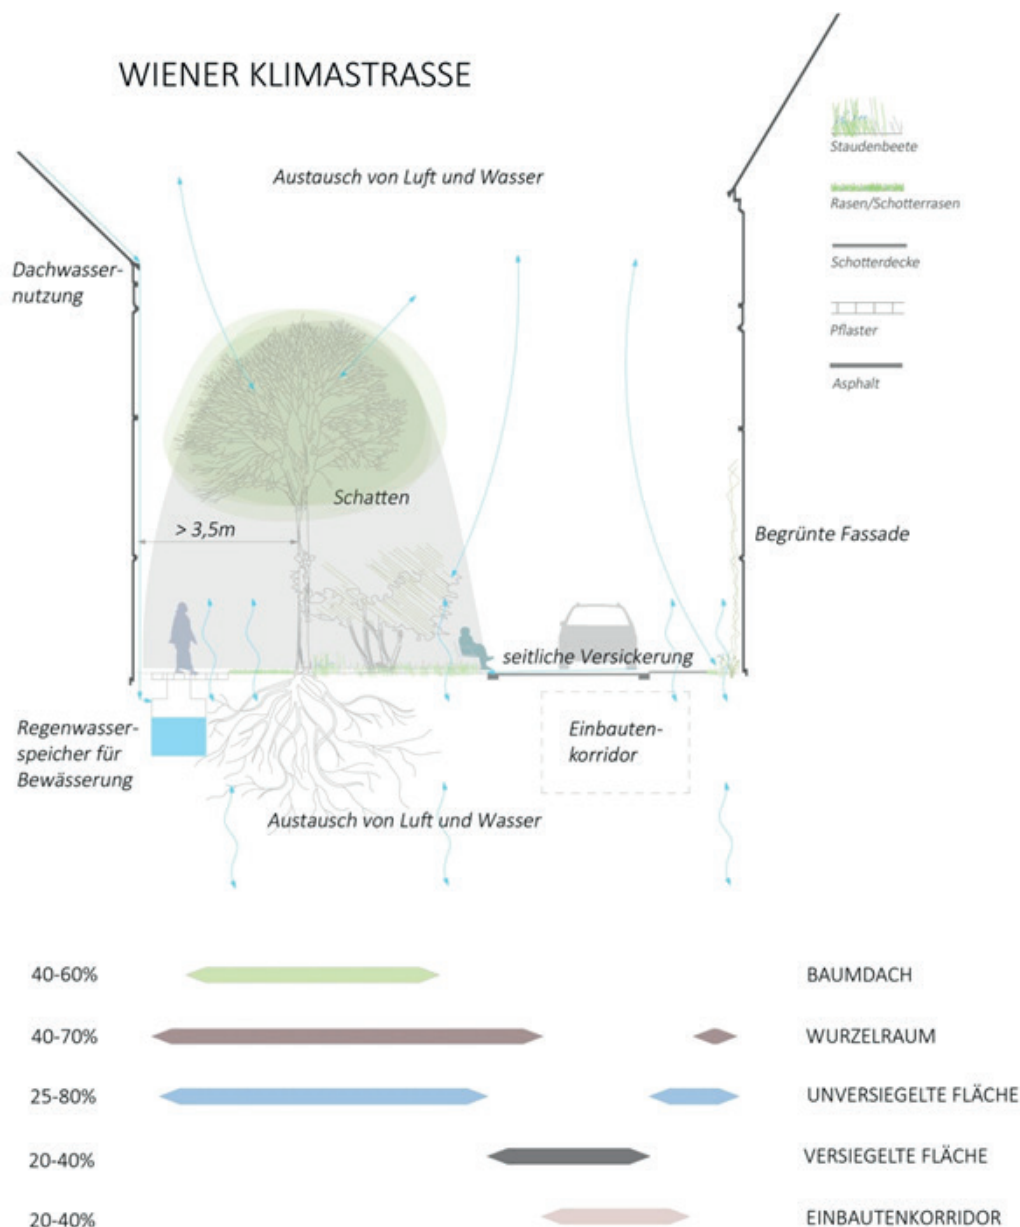 WIENER KLIMASTRASSE
Austausch von Luft und Wasser
Dachwasser-
nutzung
Schatten
> 3,5m
Begrünte Fassade
seitliche Versickerung
Regenwasser-
speicher für
Bewässerung
Einbauten-
korridor
Austausch von Luft und Wasser
Staudenbeete
Rasen/Schotterrasen
Schotterdecke
Pflaster
Asphalt
40-60% BAUMDACH
40-70% WURZELRAUM
25-80% UNVERSIEGELTE FLÄCHE
20-40% VERSIEGELTE FLÄCHE
20-40% EINBAUTENKORRIDOR